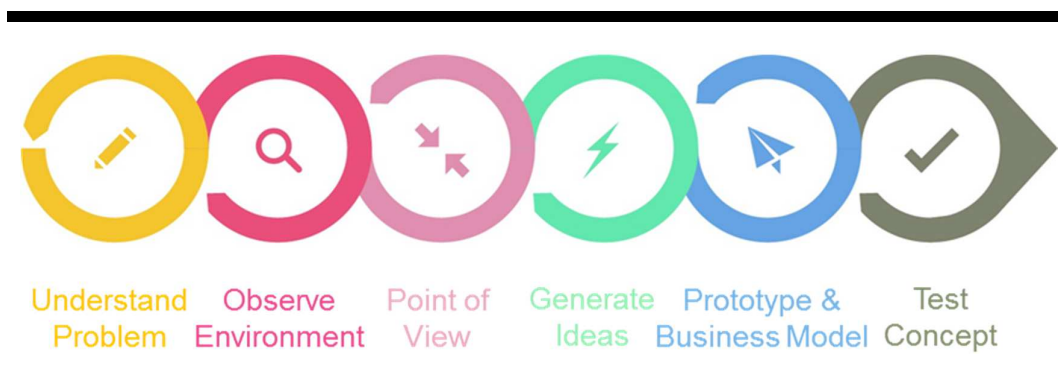 Understand Problem
Observe Environment
Point of View
Generate Ideas
Prototype & Business Model
Test Concept